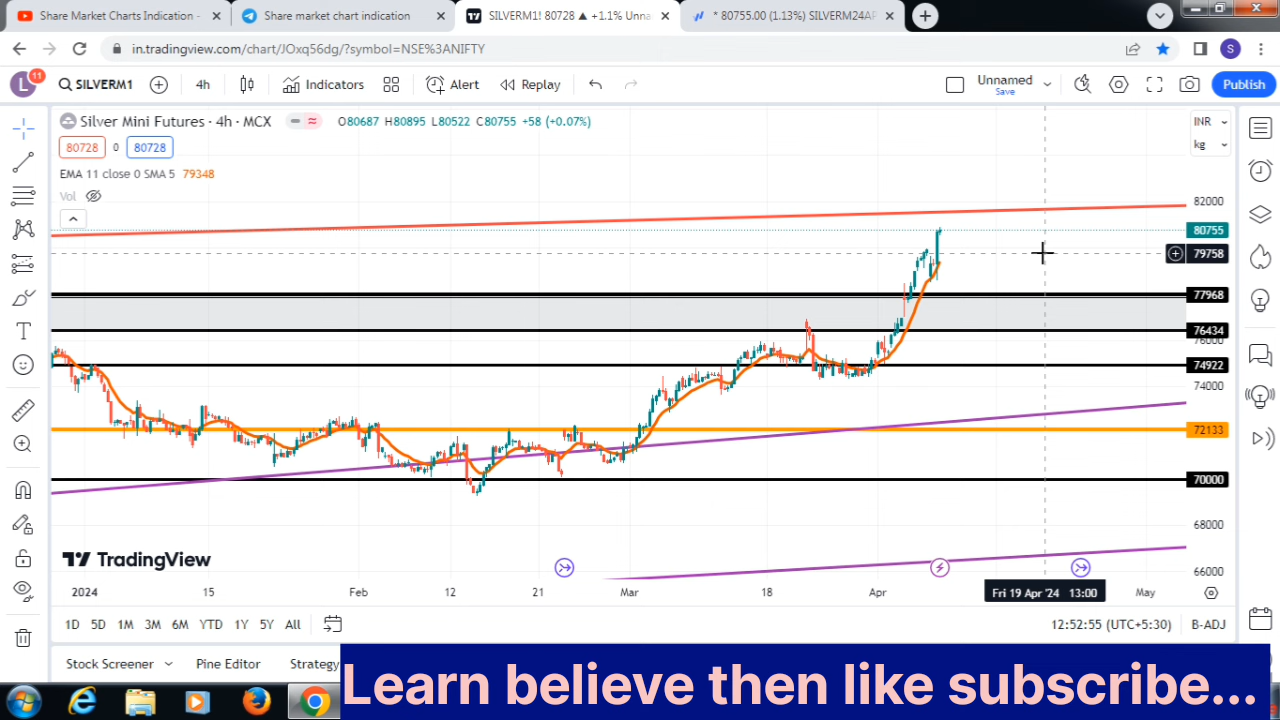 Share Market Charts Indication -
Share market chart indication
SILVERM1! 80728 ▲ +1.1% Unna
* 80755.00 (1.13%) SILVERM24AP
in.tradingview.com/chart/JOxq56dg/?symbol=NSE%3ANIFTY
S
L
11
SILVERM1
4h
Indicators
Alert
Replay
Unnamed
Save
Publish
Silver Mini Futures · 4h · MCX
O80687 H80895 L80522 C80755 +58 (+0.07%)
INR
kg
80728
0
80728
EMA 11 close 0 SMA 5 79348
Vol
82000
80755
79758
77968
76434
76000
74922
74000
72133
70000
68000
66000
TradingView
2024
15
Feb
12
21
Mar
18
Apr
Fri 19 Apr '24 13:00
May
1D 5D 1M 3M 6M YTD 1Y 5Y All
12:52:55 (UTC+5:30)
B-ADJ
Stock Screener
Pine Editor
Strategy
Learn believe then like subscribe...